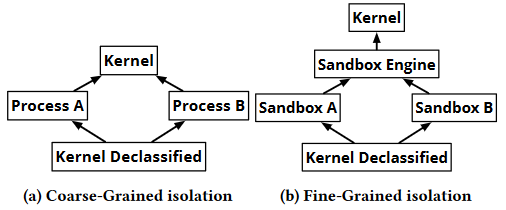 Kernel
Kernel
Sandbox Engine
Process A
Process B
Sandbox A
Sandbox B
Kernel Declassified
Kernel Declassified
(a) Coarse-Grained isolation
(b) Fine-Grained isolation